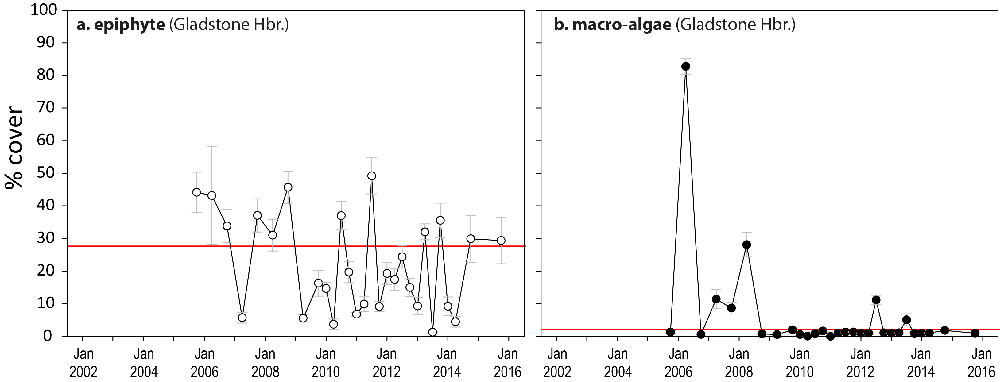 % cover
100
90
80
70
60
50
40
30
20
10
0
a. epiphyte (Gladstone Hbr.)
Jan 2002
Jan 2004
Jan 2006
Jan 2008
Jan 2010
Jan 2012
Jan 2014
Jan 2016
b. macro-algae (Gladstone Hbr.)
Jan 2002
Jan 2004
Jan 2006
Jan 2008
Jan 2010
Jan 2012
Jan 2014
Jan 2016